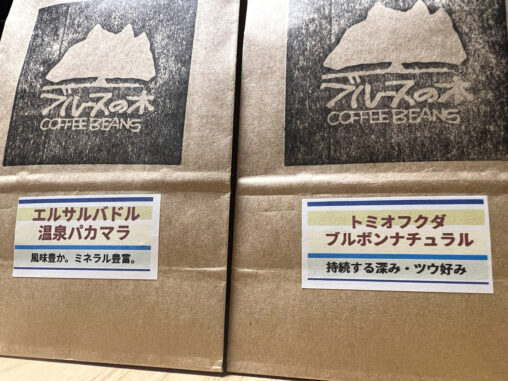 ブルースの木
COFFEE BEANS
エルサルバドル
温泉パカマラ
風味豊か。ミネラル豊富。
ブルースの木
COFFEE BEANS
トミオフクダ
ブルボンナチュラル
持続する深み・ツウ好み